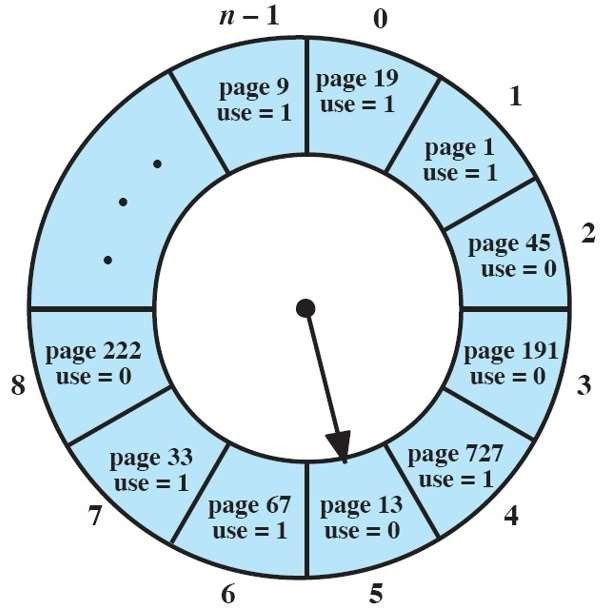 n – 1
0
page 9
use = 1
page 19
use = 1
1
page 1
use = 1
2
page 45
use = 0
page 191
use = 0
3
page 727
use = 1
4
page 13
use = 0
5
page 67
use = 1
6
page 33
use = 1
7
page 222
use = 0
8